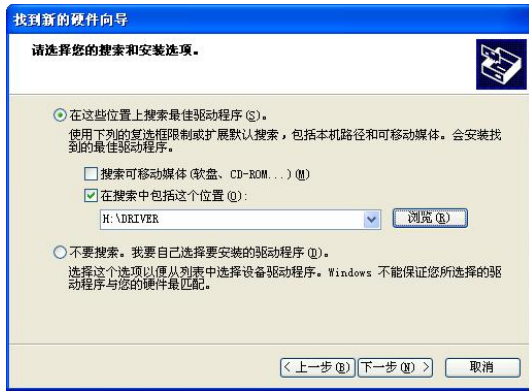 找到新的硬件向导
请选择您的搜索和安装选项。
在这些位置上搜索最佳驱动程序(S)。
使用下列的复选框限制或扩展默认搜索，包括本机路径和可移动媒体。会安装找
到的最佳驱动程序。
搜索可移动媒体(软盘、CD-ROM...)(M)
在搜索中包括这个位置(O):
H:\DRIVER
浏览(R)
不要搜索。我要自己选择要安装的驱动程序(D)。
选择这个选项以便从列表中选择设备驱动程序。Windows 不能保证您所选择的驱
动程序与您的硬件最匹配。
< 上一步(B) 下一步(N) > 取消